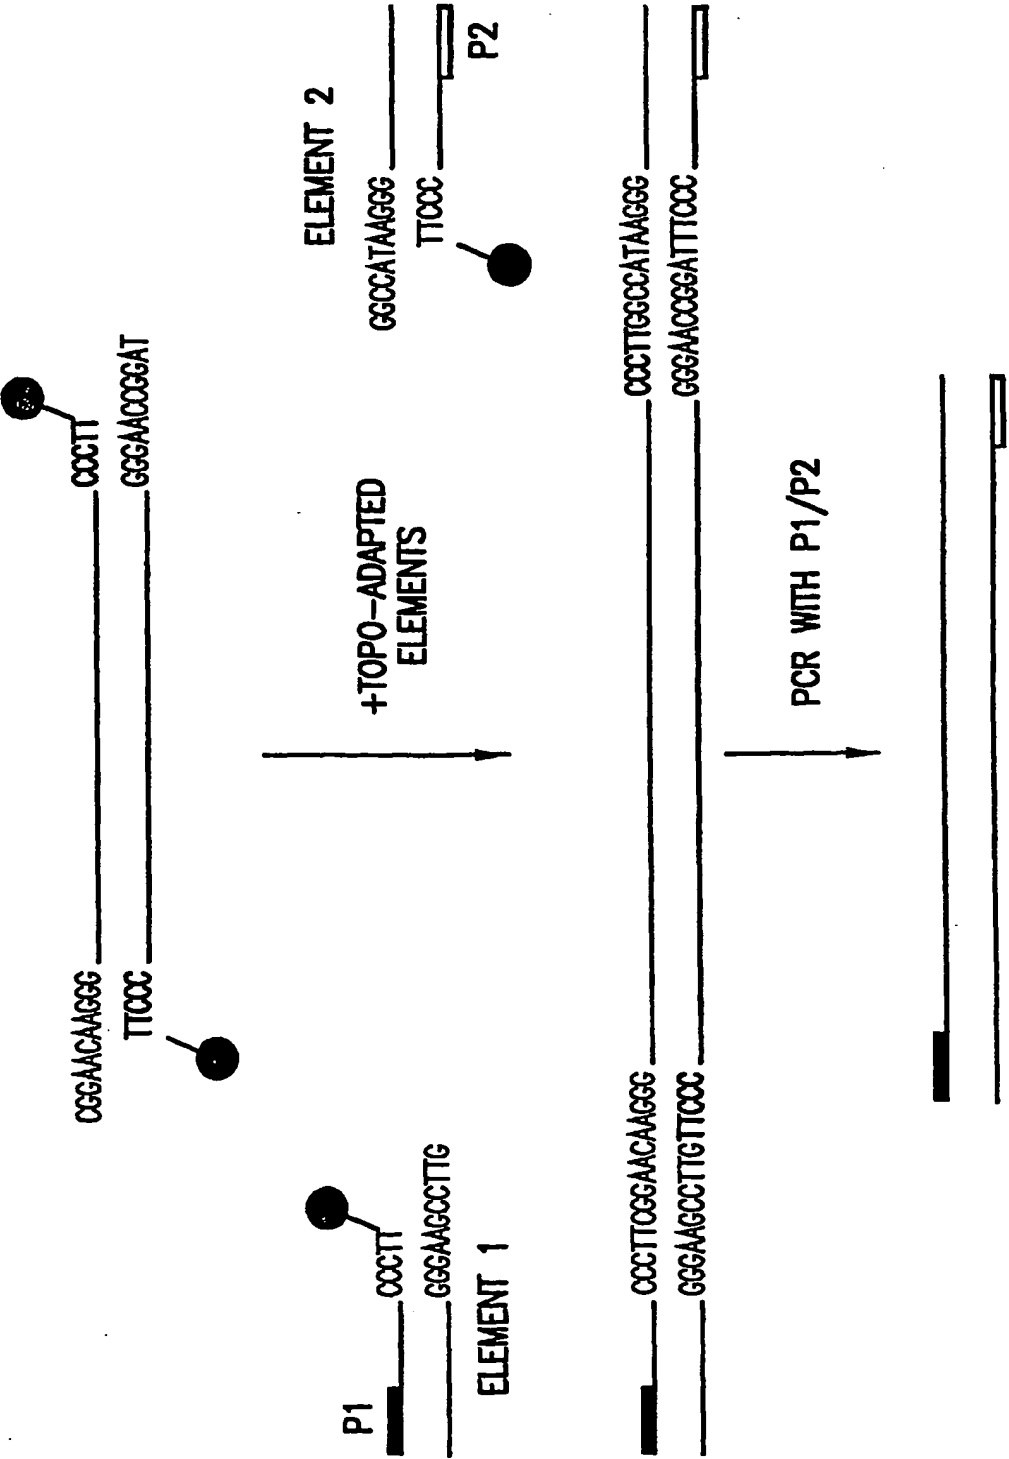 CGGAACAAGGG CCCTT
TTCCC GGGAACCGGAT
ELEMENT 2
P1 CCCTT
GGGAAGCCTTG
ELEMENT 1
+TOPO-ADAPTED
ELEMENTS
GGCCATAAGGG
TTCCC
P2
CCCTTCGGAACAAGGG CCCTTGGCCATAAGGG
GGGAAGCCTTGTTCCC GGGAACCGGATTTCCC
PCR WITH P1/P2